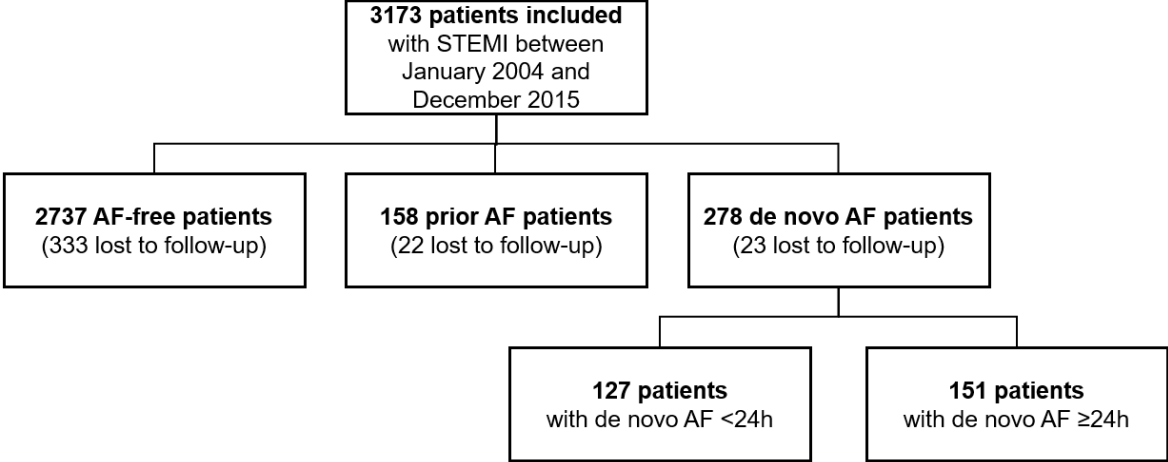 3173 patients included
with STEMI between
January 2004 and
December 2015
2737 AF-free patients
(333 lost to follow-up)
158 prior AF patients
(22 lost to follow-up)
278 de novo AF patients
(23 lost to follow-up)
127 patients
with de novo AF <24h
151 patients
with de novo AF ≥24h